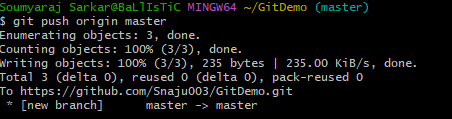 Soumyaraj Sarkar@BaLlIsTiC MINGW64 ~/GitDemo (master)
$ git push origin master
Enumerating objects: 3, done.
Counting objects: 100% (3/3), done.
Writing objects: 100% (3/3), 235 bytes | 235.00 KiB/s, done.
Total 3 (delta 0), reused 0 (delta 0), pack-reused 0
To https://github.com/Snaju003/GitDemo.git
 * [new branch]      master -> master